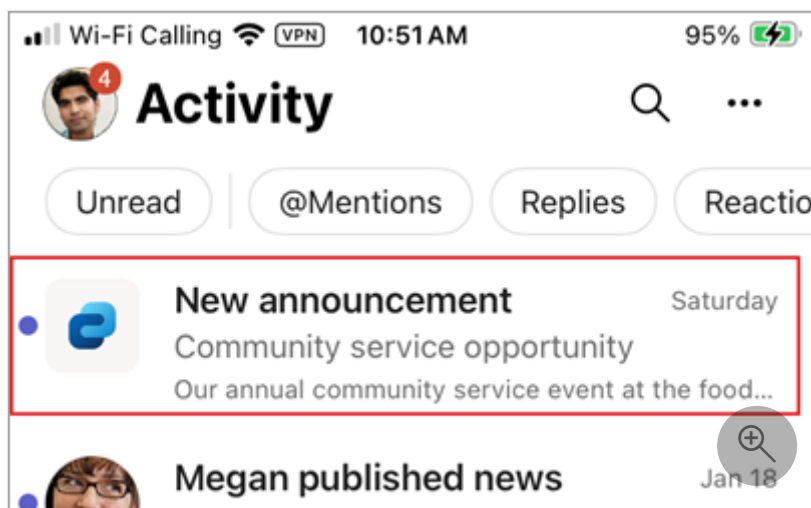 Wi-Fi Calling VPN 10:51 AM 95%
4
Activity
Unread @Mentions Replies Reactio
New announcement Saturday
Community service opportunity
Our annual community service event at the food...
Megan published news Jan 18